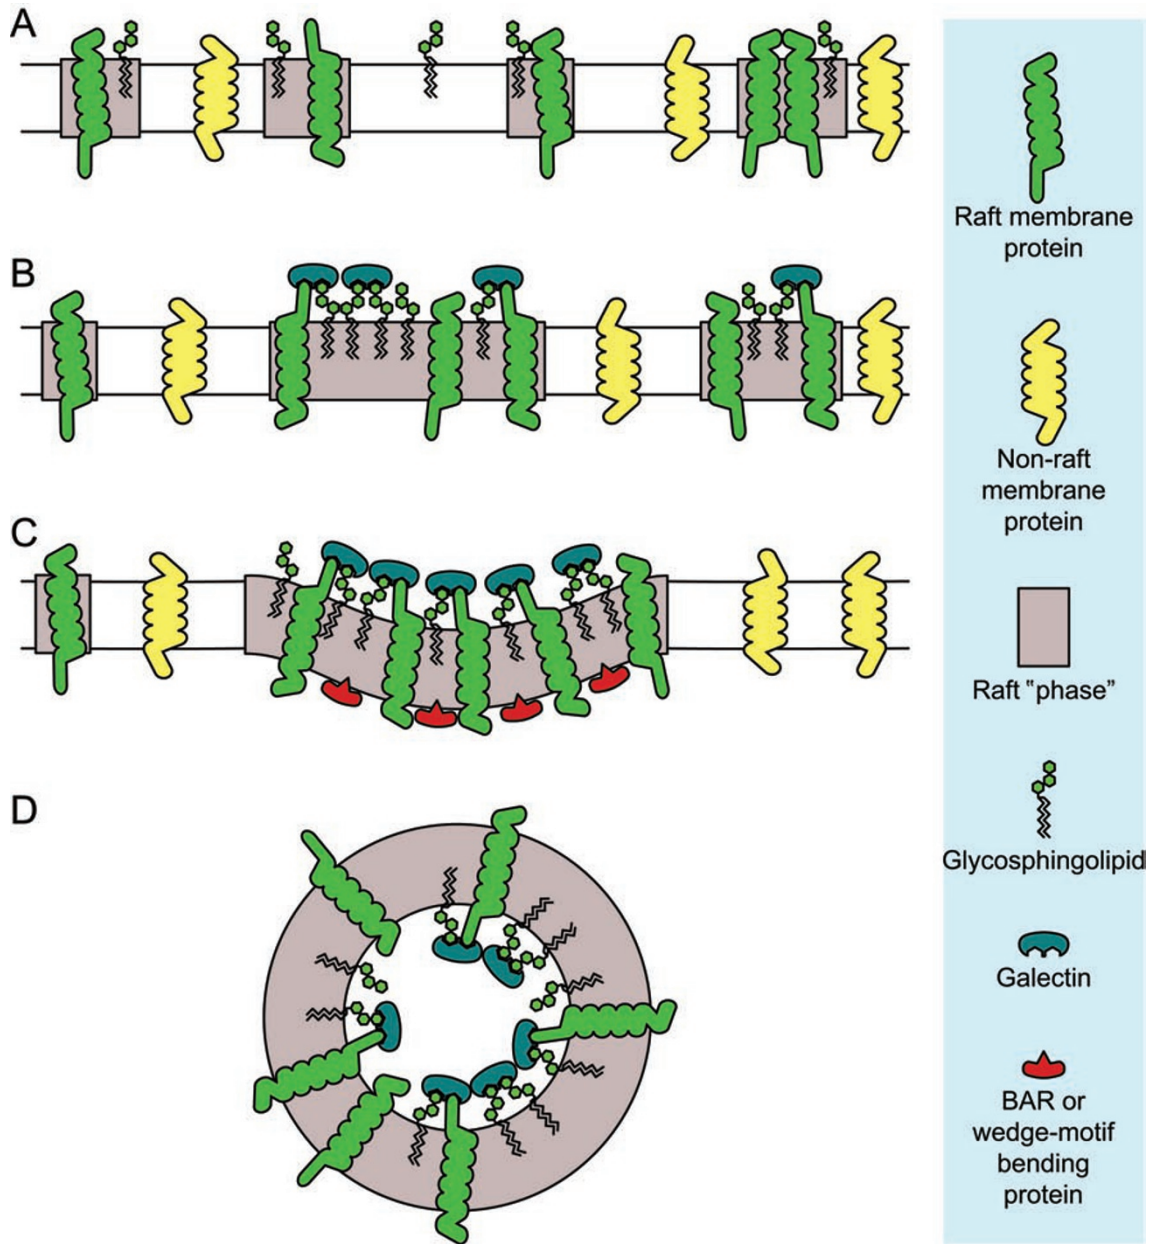 A
B
C
D
Raft membrane
protein
Non-raft
membrane
protein
Raft "phase"
Glycosphingolipid
Galectin
BAR or
wedge-motif
bending
protein